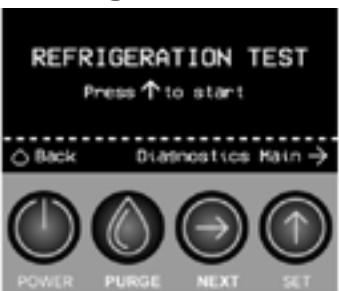 REFRIGERATION TEST
Press ↑ to start
Back Diagnostics Main →
POWER PURGE NEXT SET